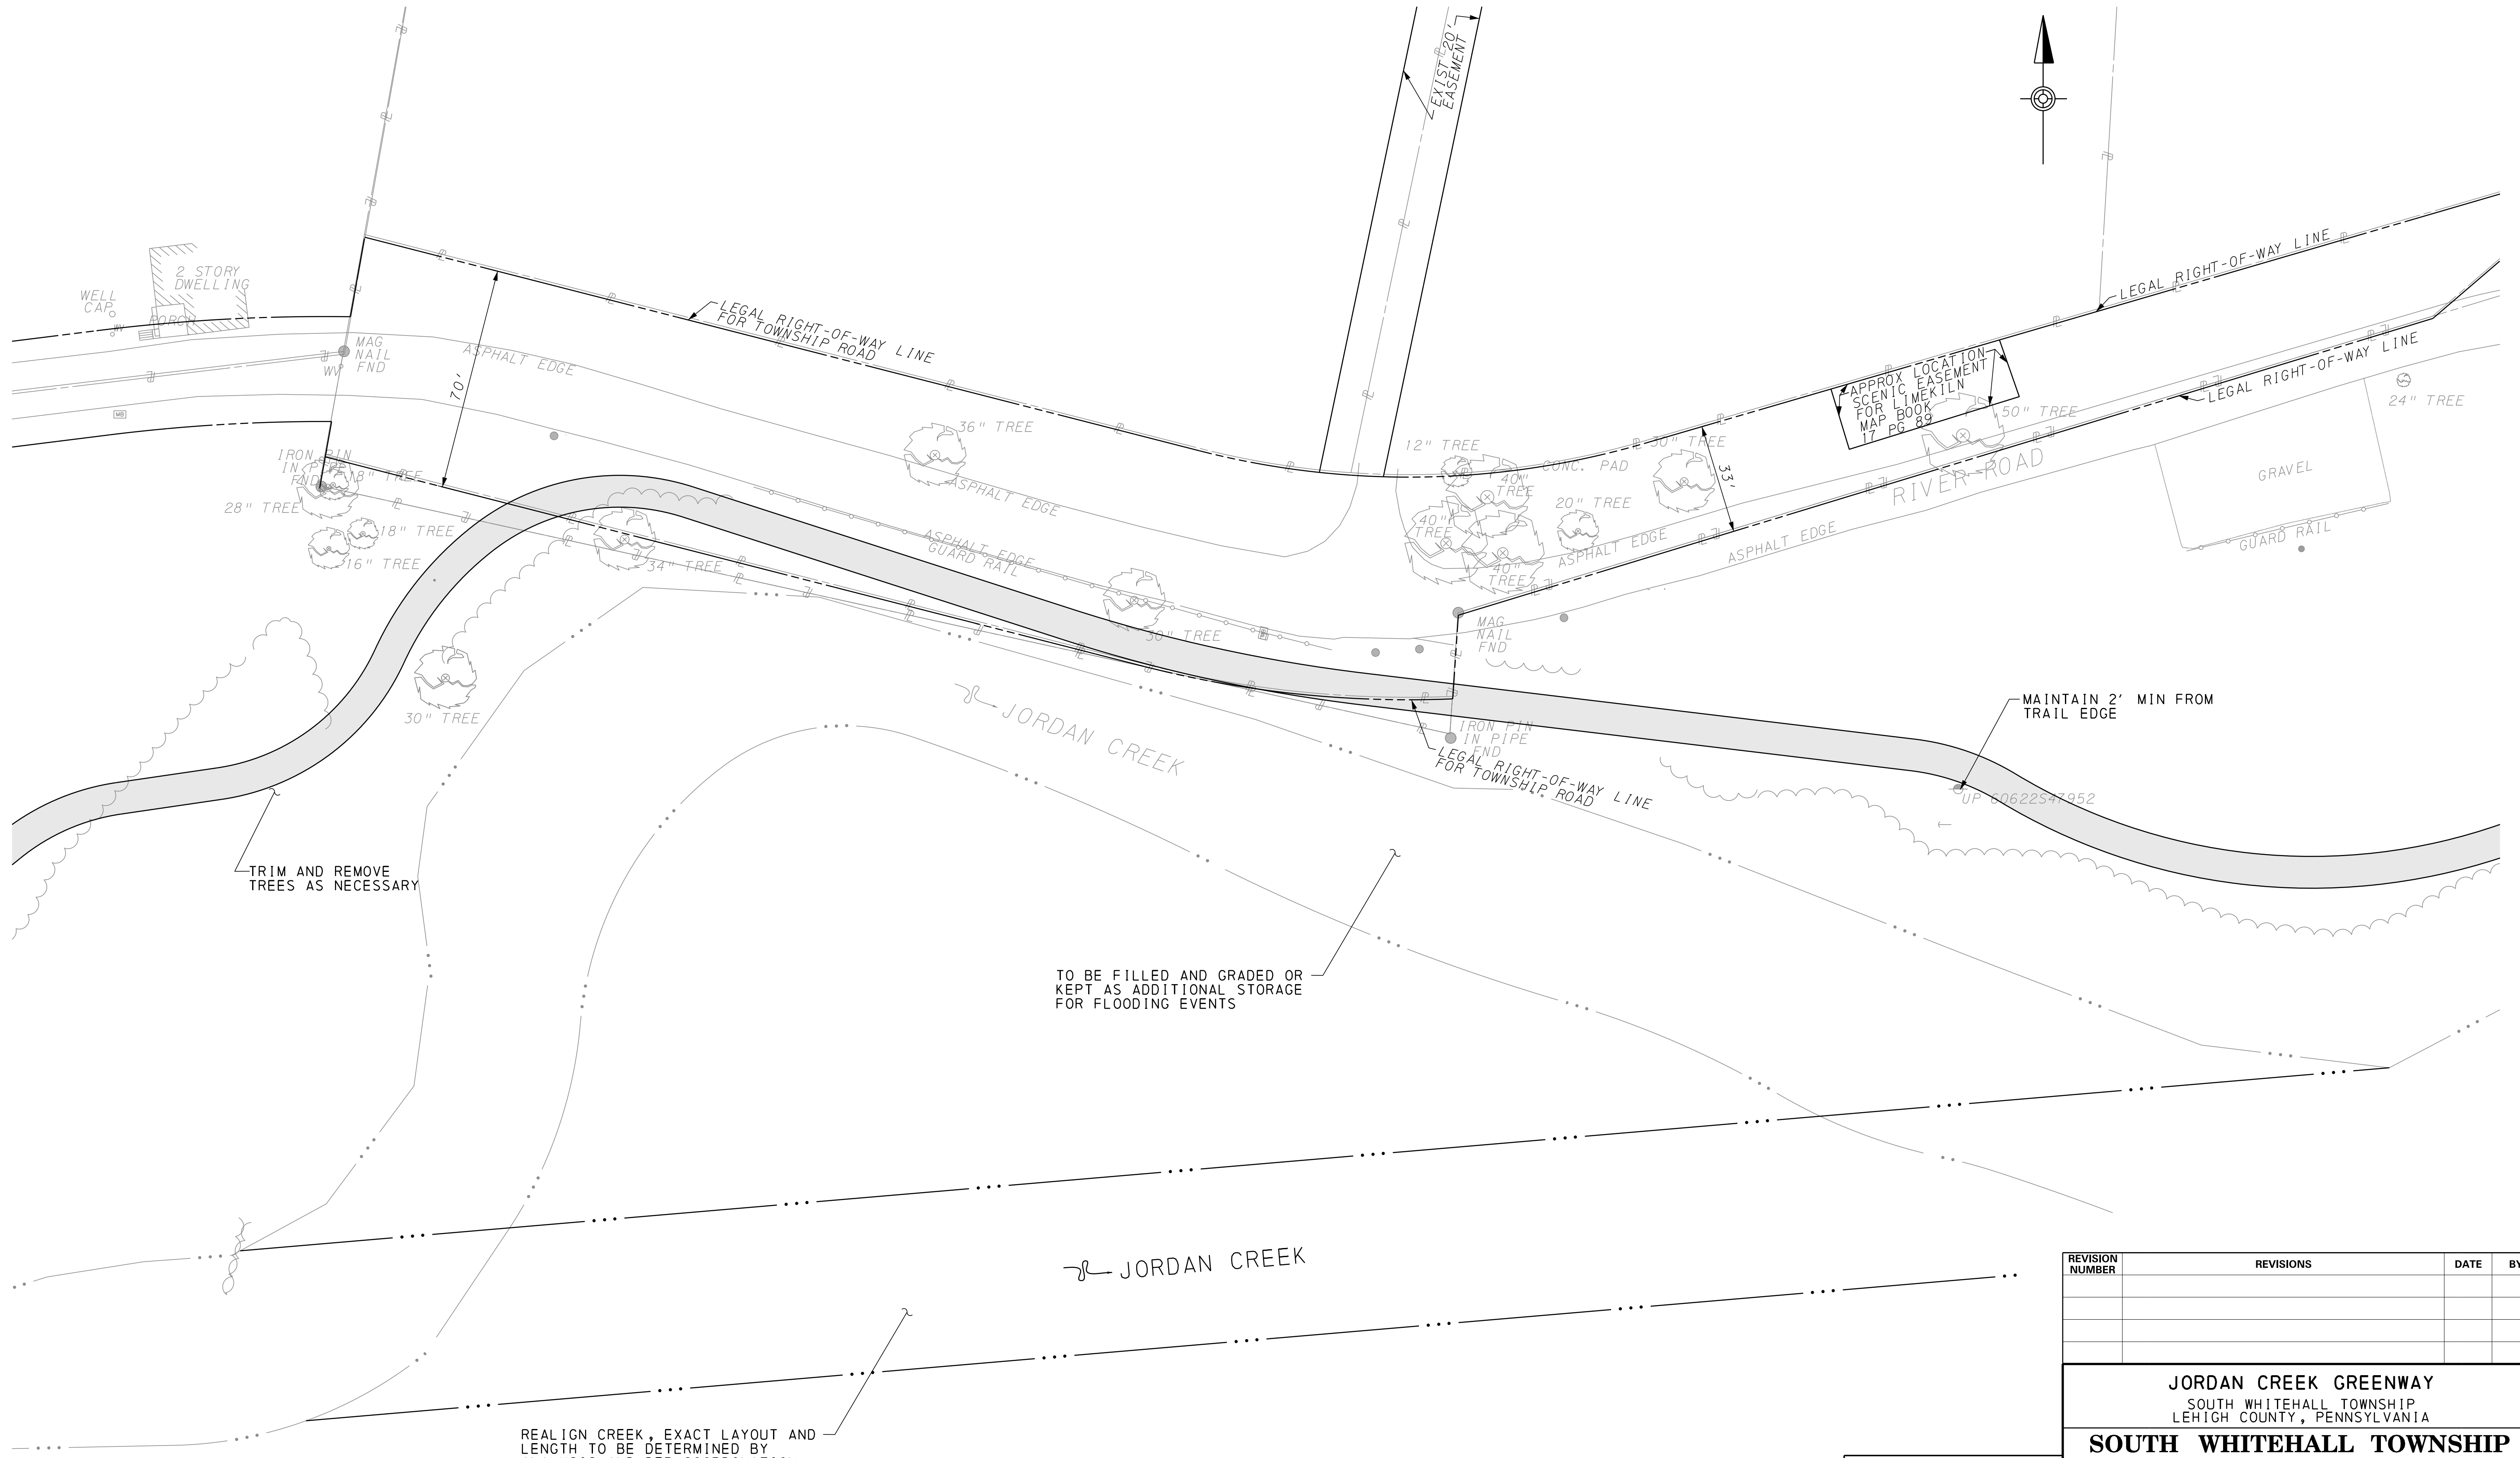 EXIST 20'
EASEMENT
2 STORY
DWELLING
WELL
CAP
WV
PORCH
MAG
NAIL
FND
WV
MB
ASPHALT EDGE
70'
LEGAL RIGHT-OF-WAY LINE
FOR TOWNSHIP ROAD
LEGAL RIGHT-OF-WAY LINE
APPROX LOCATION
SCENIC EASEMENT
FOR LIMEKILN
MAP BOOK
17 PG 89
LEGAL RIGHT-OF-WAY LINE
50" TREE
24" TREE
36" TREE
12" TREE
30" TREE
CONC. PAD
33'
40"
TREE
20" TREE
40"
TREE
40"
TREE
IRON PIN
IN PIPE
FND
18" TREE
28" TREE
18" TREE
16" TREE
ASPHALT EDGE
RIVER ROAD
GRAVEL
GUARD RAIL
ASPHALT EDGE
GUARD RAIL
ASPHALT EDGE
ASPHALT EDGE
34" TREE
30" TREE
MAG
NAIL
FND
30" TREE
JORDAN CREEK
IRON PIN
IN PIPE
FND
LEGAL RIGHT-OF-WAY LINE
FOR TOWNSHIP ROAD
MAINTAIN 2' MIN FROM
TRAIL EDGE
UP 60622S47952
TRIM AND REMOVE
TREES AS NECESSARY
TO BE FILLED AND GRADED OR
KEPT AS ADDITIONAL STORAGE
FOR FLOODING EVENTS
JORDAN CREEK
REALIGN CREEK, EXACT LAYOUT AND
LENGTH TO BE DETERMINED BY
REVISION
NUMBER
REVISIONS
DATE
BY
JORDAN CREEK GREENWAY
SOUTH WHITEHALL TOWNSHIP
LEHIGH COUNTY, PENNSYLVANIA
SOUTH WHITEHALL TOWNSHIP